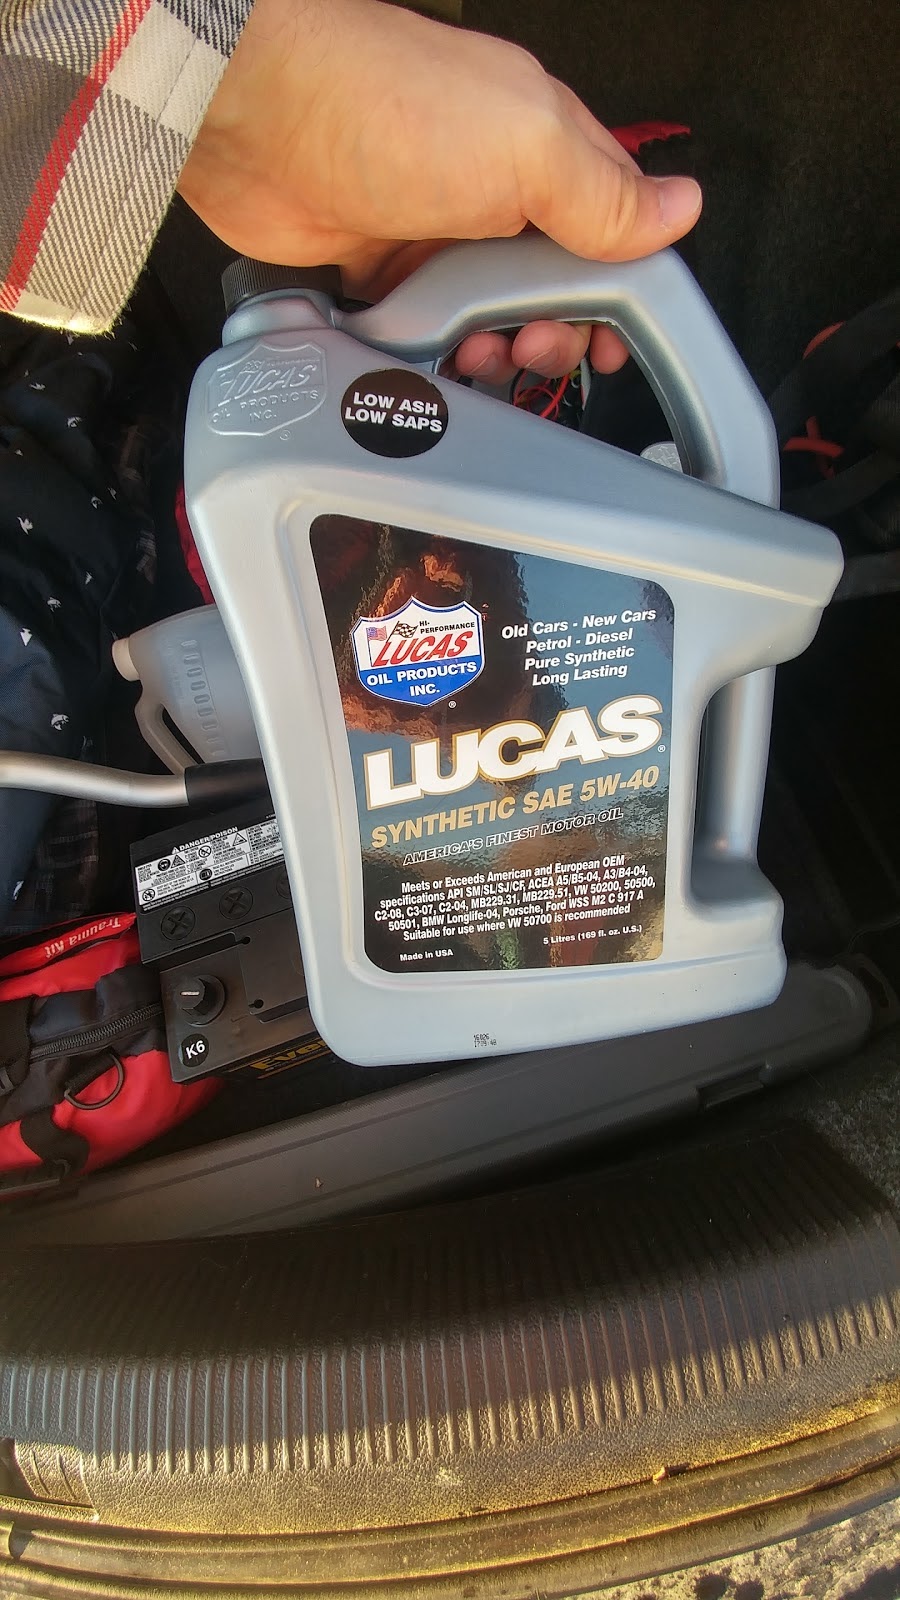 LUCAS
OIL PRODUCTS
INC.
LOW ASH
LOW SAPS
HI-
PERFORMANCE
LUCAS
OIL PRODUCTS
INC.
®
Old Cars - New Cars
Petrol - Diesel
Pure Synthetic
Long Lasting
LUCAS®
SYNTHETIC SAE 5W-40
AMERICA'S FINEST MOTOR OIL
Meets or Exceeds American and European OEM
specifications API SM/SL/SJ/CF, ACEA A5/B5-04, A3/B4-04,
C2-08, C3-07, C2-04, MB229.31, MB229.51, VW 50200, 50500,
50501, BMW Longlife-04, Porsche, Ford WSS M2 C 917 A
Suitable for use where VW 50700 is recommended
5 Litres (169 fl. oz. U.S.)
Made in USA
DANGER POISON
Trauma Kit
K6